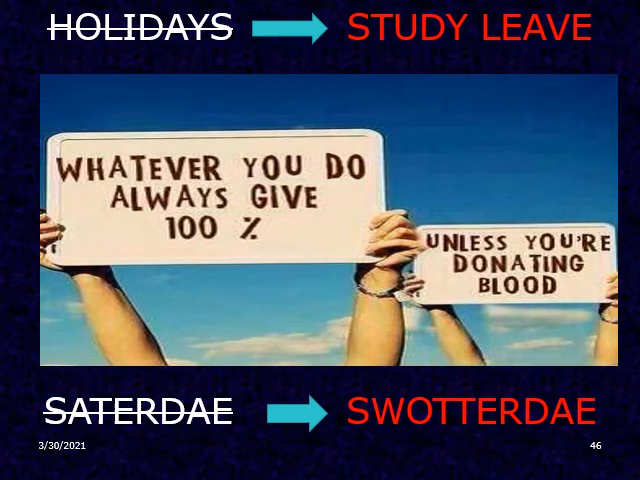 HOLIDAYS STUDY LEAVE
WHATEVER YOU DO
ALWAYS GIVE
100 %
UNLESS YOU'RE
DONATING
BLOOD
SATERDAE SWOTTERDAE
3/30/2021 46